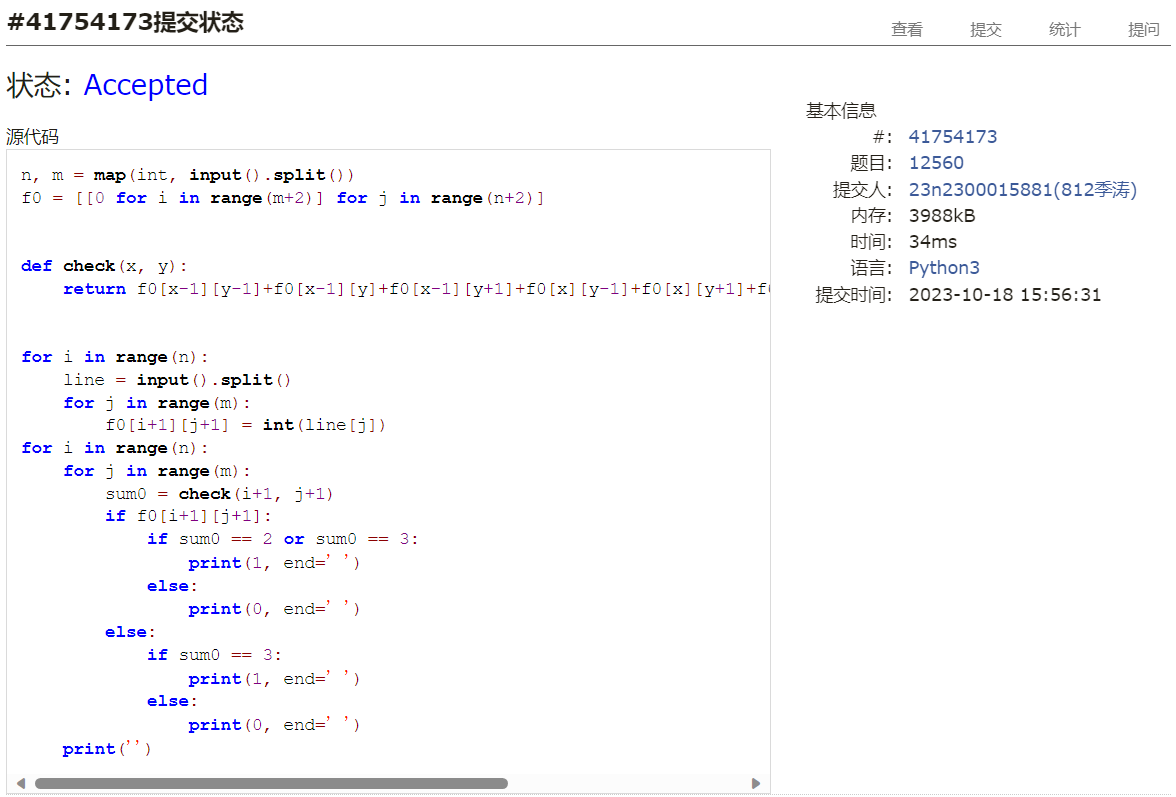 #41754173提交状态
查看 提交 统计 提问
状态: Accepted
源代码
n, m = map(int, input().split())
f0 = [[0 for i in range(m+2)] for j in range(n+2)]
def check(x, y):
    return f0[x-1][y-1]+f0[x-1][y]+f0[x-1][y+1]+f0[x][y-1]+f0[x][y+1]+f
for i in range(n):
    line = input().split()
    for j in range(m):
        f0[i+1][j+1] = int(line[j])
for i in range(n):
    for j in range(m):
        sum0 = check(i+1, j+1)
        if f0[i+1][j+1]:
            if sum0 == 2 or sum0 == 3:
                print(1, end=' ')
            else:
                print(0, end=' ')
        else:
            if sum0 == 3:
                print(1, end=' ')
            else:
                print(0, end=' ')
    print('')
基本信息
#: 41754173
题目: 12560
提交人: 23n2300015881(812季涛)
内存: 3988kB
时间: 34ms
语言: Python3
提交时间: 2023-10-18 15:56:31